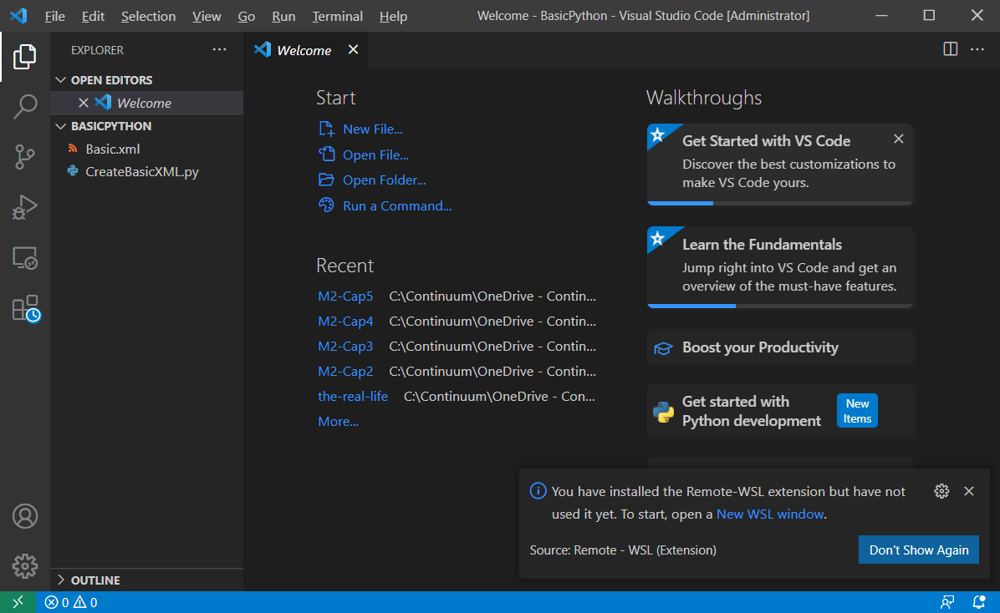 File Edit Selection View Go Run Terminal Help Welcome - BasicPython - Visual Studio Code [Administrator]
EXPLORER
Welcome
OPEN EDITORS
Welcome
BASICPYTHON
Basic.xml
CreateBasicXML.py
OUTLINE
Start
New File...
Open File...
Open Folder...
Run a Command...
Recent
M2-Cap5 C:\Continuum\OneDrive - Contin...
M2-Cap4 C:\Continuum\OneDrive - Contin...
M2-Cap3 C:\Continuum\OneDrive - Contin...
M2-Cap2 C:\Continuum\OneDrive - Contin...
the-real-life C:\Continuum\OneDrive - Con...
More...
Walkthroughs
Get Started with VS Code
Discover the best customizations to
make VS Code yours.
Learn the Fundamentals
Jump right into VS Code and get an
overview of the must-have features.
Boost your Productivity
Get started with
Python development
New
Items
You have installed the Remote-WSL extension but have not
used it yet. To start, open a New WSL window.
Source: Remote - WSL (Extension)
Don't Show Again
0 0